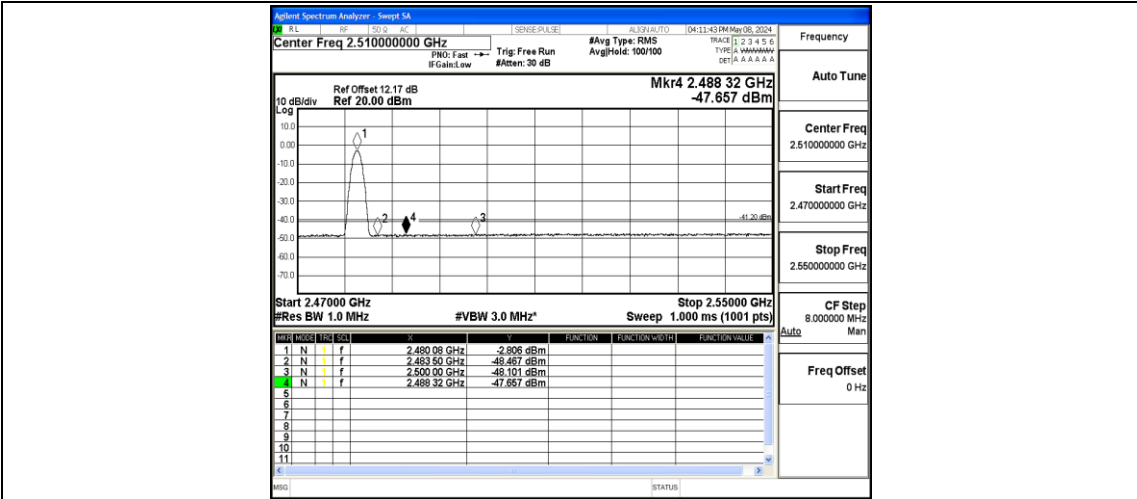 Agilent Spectrum Analyzer - Swept SA
RL RF 50 Ω AC SENSE:PULSE ALIGN AUTO 04:11:43 PM May 08, 2024
Center Freq 2.510000000 GHz #Avg Type: RMS TRACE 1 2 3 4 5 6
PNO: Fast Trig: Free Run Avg|Hold: 100/100 TYPE A
IFGain:Low #Atten: 30 dB DET A A A A A A
Frequency
Auto Tune
Mkr4 2.488 32 GHz
-47.657 dBm
Ref Offset 12.17 dB
10 dB/div Ref 20.00 dBm
Log
10.0
0.00
-10.0
-20.0
-30.0
-40.0
-50.0
-60.0
-70.0
1
2
4
3
-41.20 dBm
Center Freq
2.510000000 GHz
Start Freq
2.470000000 GHz
Stop Freq
2.550000000 GHz
CF Step
8.000000 MHz
Auto Man
Freq Offset
0 Hz
Start 2.47000 GHz Stop 2.55000 GHz
#Res BW 1.0 MHz #VBW 3.0 MHz* Sweep 1.000 ms (1001 pts)
MKR MODE TRC SCL X Y FUNCTION FUNCTION WIDTH FUNCTION VALUE
1 N 1 f 2.480 08 GHz -2.806 dBm
2 N 1 f 2.483 50 GHz -48.467 dBm
3 N 1 f 2.500 00 GHz -48.101 dBm
4 N 1 f 2.488 32 GHz -47.657 dBm
5
6
7
8
9
10
11
MSG STATUS